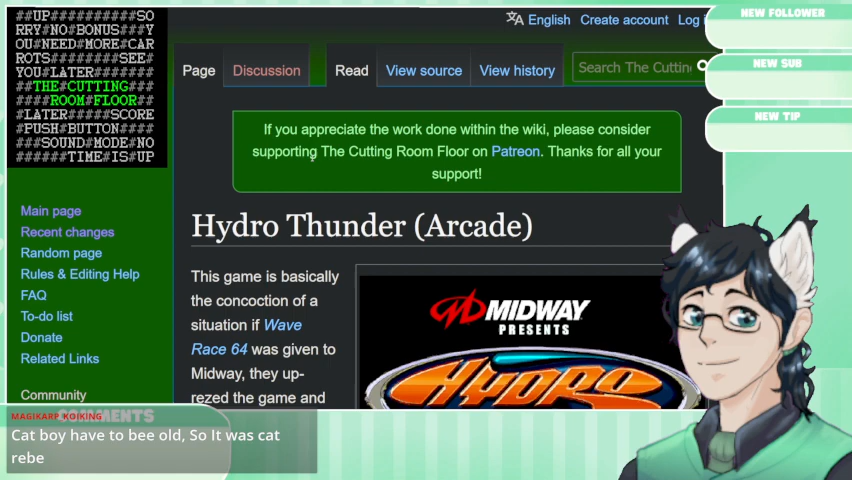 ##UP########SO
RRY#NO#BONUS###Y
OU#NEED#MORE#CAR
ROTS#######SEE#
YOU#LATER#######
##THE#CUTTING###
####ROOM#FLOOR##
#LATER#####SCORE
#PUSH#BUTTON####
###SOUND#MODE#NO
#####TIME#IS#UP
English Create account Log
Page Discussion Read View source View history Search The Cuttin
If you appreciate the work done within the wiki, please consider
supporting The Cutting Room Floor on Patreon. Thanks for all your
support!
Main page
Recent changes
Random page
Rules & Editing Help
FAQ
To-do list
Donate
Related Links
Community
Hydro Thunder (Arcade)
This game is basically
the concoction of a
situation if Wave
Race 64 was given to
Midway, they up-
rezed the game and
MIDWAY
PRESENTS
HYDRO
NEW FOLLOWER
NEW SUB
NEW TIP
COMMENTS
MAGIKARP KOIKING
Cat boy have to bee old, So It was cat
rebe